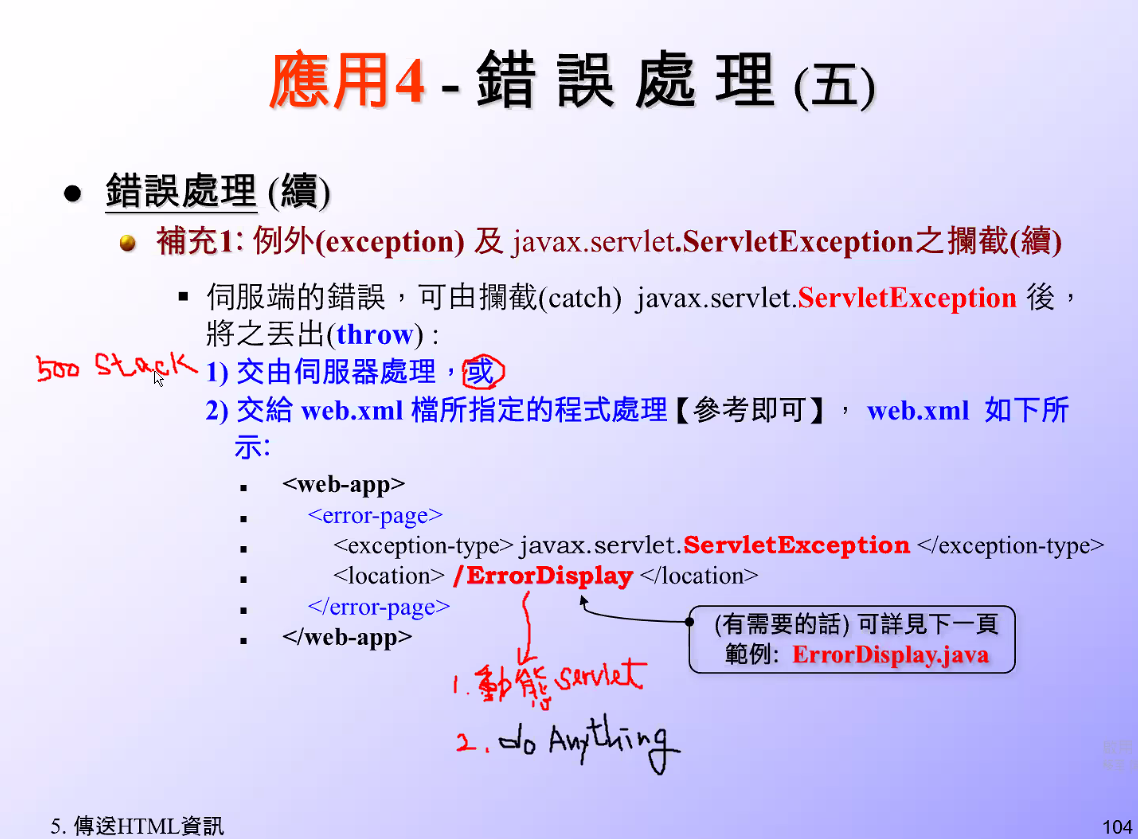 應用4 - 錯 誤 處 理 (五)
錯誤處理 (續)
補充1: 例外(exception) 及 javax.servlet.ServletException之攔截(續)
伺服端的錯誤，可由攔截(catch) javax.servlet.ServletException 後，
將之丟出(throw) :
500 Stack
1) 交由伺服器處理，或
2) 交給 web.xml 檔所指定的程式處理【參考即可】， web.xml 如下所
示:
<web-app>
<error-page>
<exception-type> javax.servlet.ServletException </exception-type>
<location> /ErrorDisplay </location>
</error-page>
</web-app>
(有需要的話) 可詳見下一頁
範例: ErrorDisplay.java
1. 動態 servlet
2. do Anything
5. 傳送HTML資訊
104